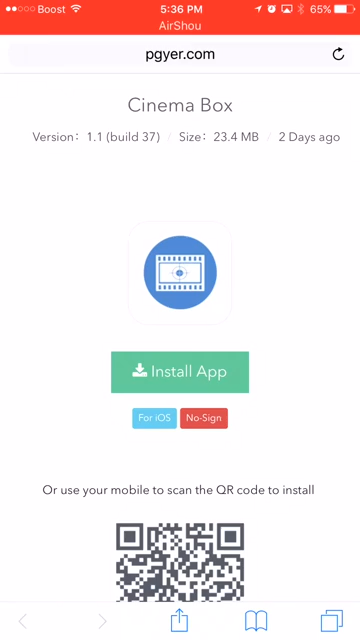 Boost 5:36 PM 65%
AirShou
pgyer.com
Cinema Box
Version: 1.1 (build 37) / Size: 23.4 MB / 2 Days ago
Install App
For iOS No-Sign
Or use your mobile to scan the QR code to install